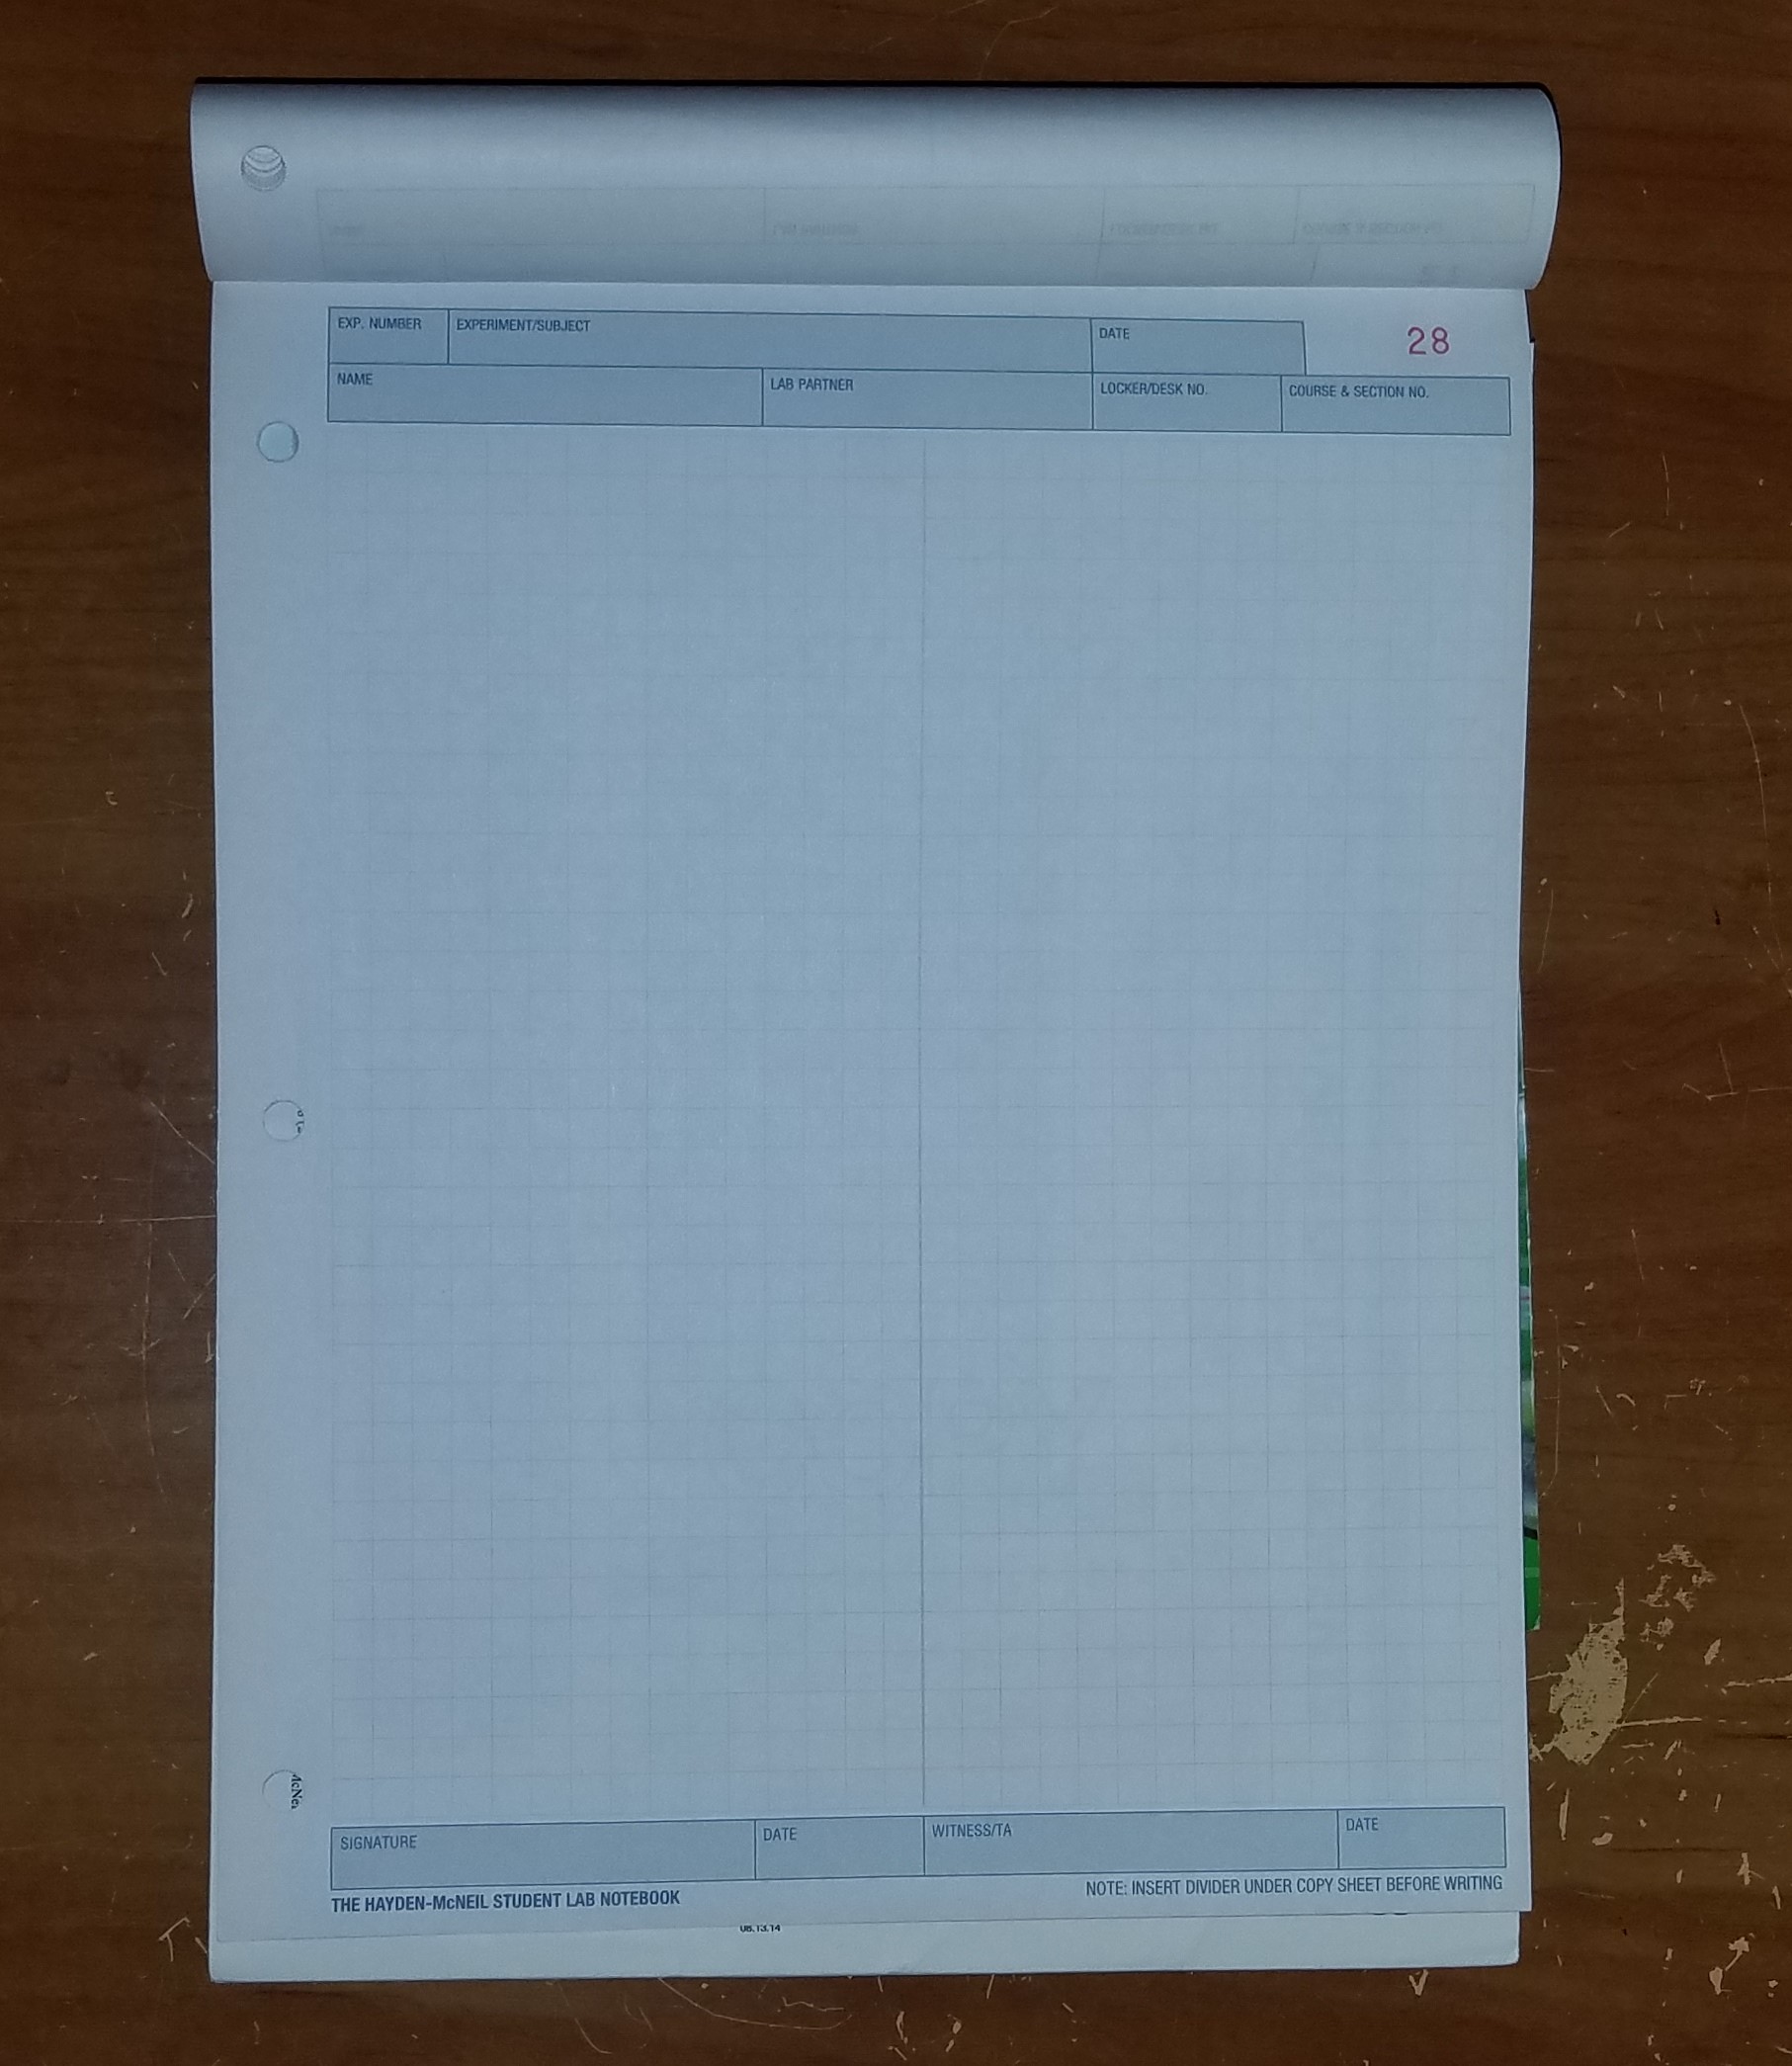 EXP. NUMBER EXPERIMENT/SUBJECT DATE 28
NAME LAB PARTNER LOCKER/DESK NO. COURSE & SECTION NO.
SIGNATURE DATE WITNESS/TA DATE
THE HAYDEN-McNEIL STUDENT LAB NOTEBOOK NOTE: INSERT DIVIDER UNDER COPY SHEET BEFORE WRITING
08.13.14